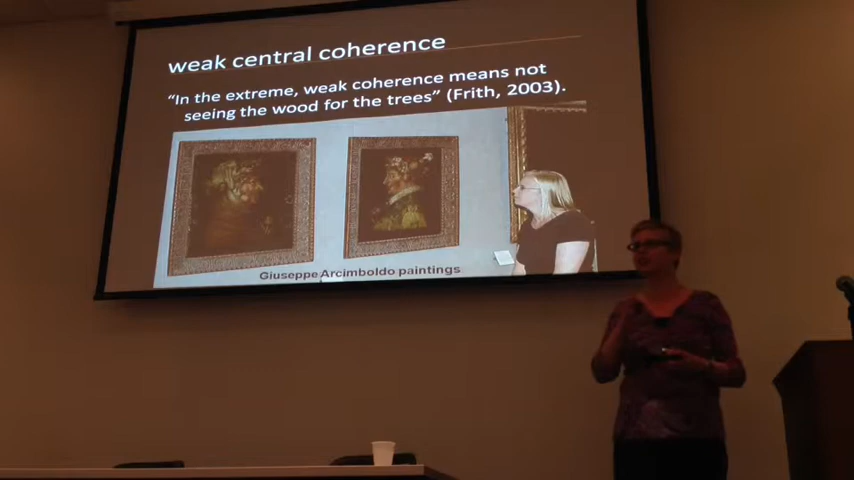 weak central coherence
“In the extreme, weak coherence means not
seeing the wood for the trees” (Frith, 2003).
Giuseppe Arcimboldo paintings